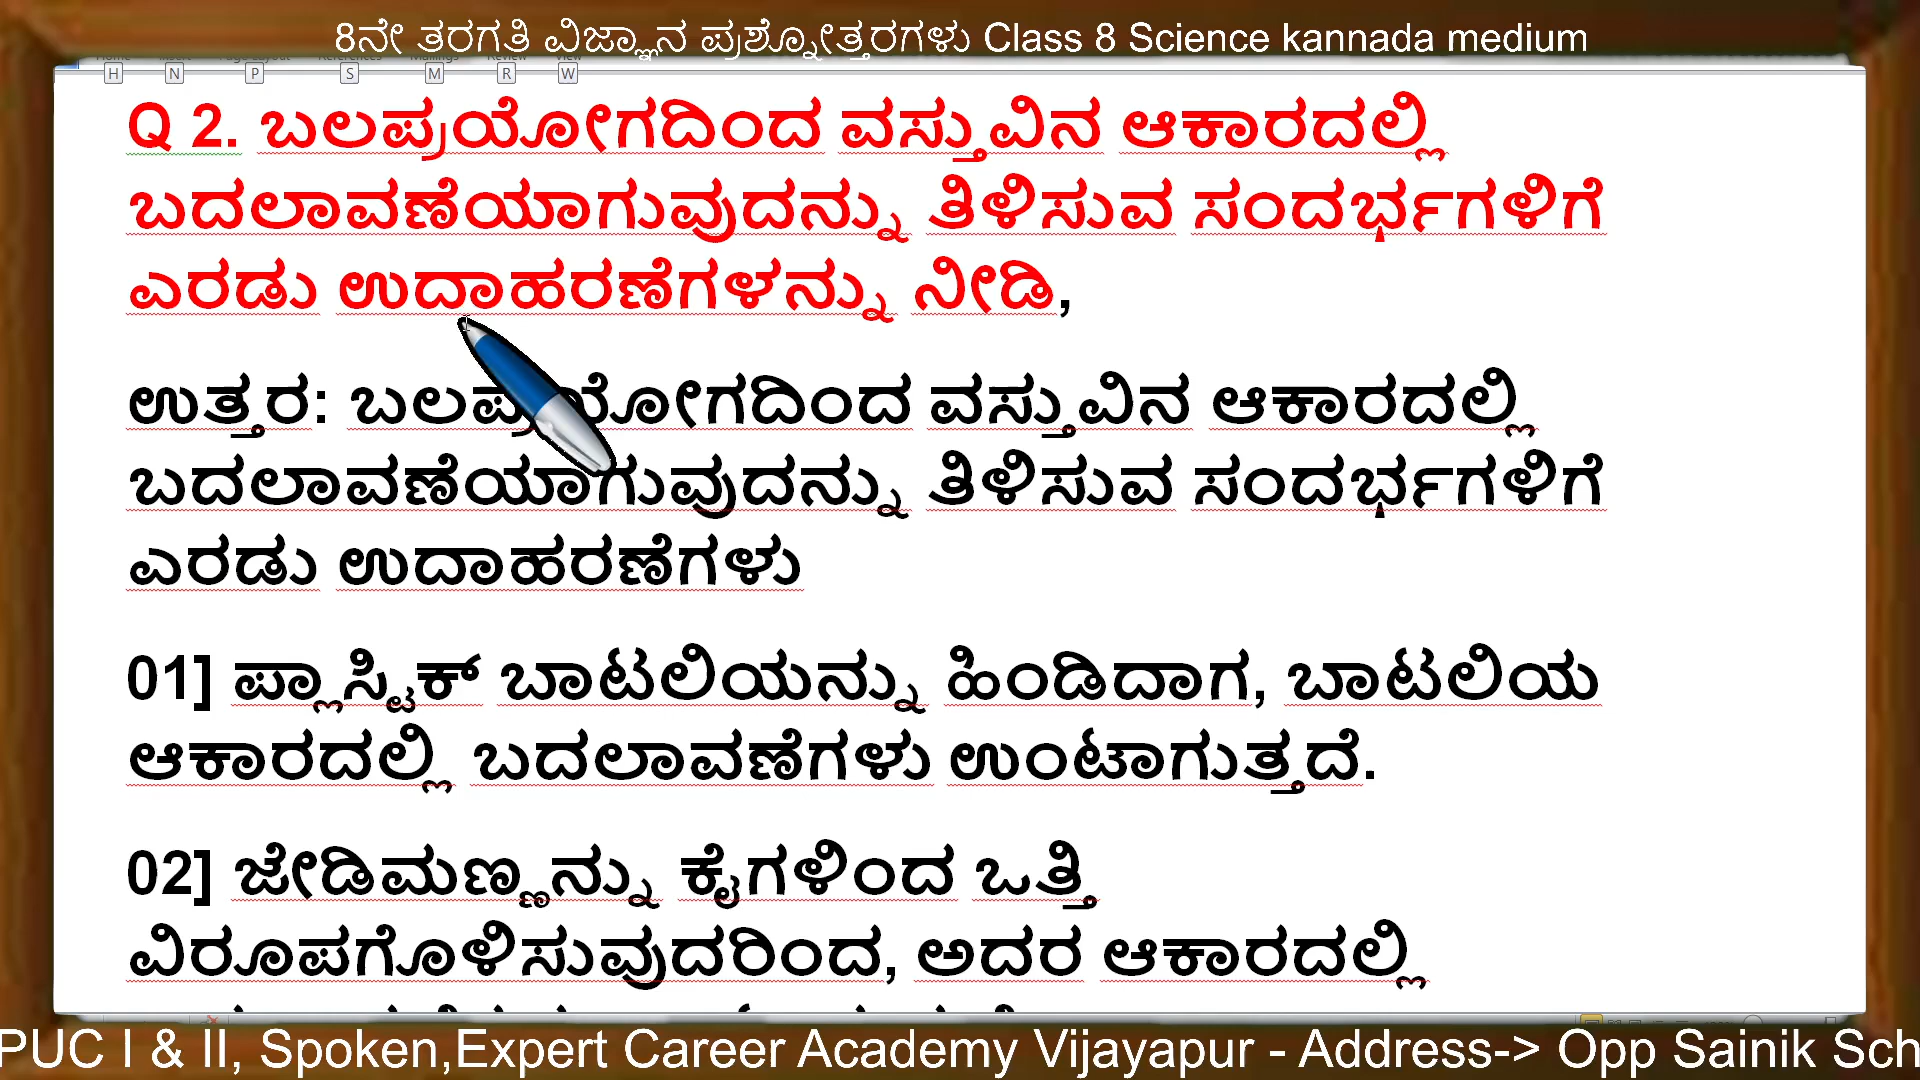 8ನೇ ತರಗತಿ ವಿಜ್ಞಾನ ಪ್ರಶ್ನೋತ್ತರಗಳು Class 8 Science kannada medium
H N P S M R W
Q 2. ಬಲಪ್ರಯೋಗದಿಂದ ವಸ್ತುವಿನ ಆಕಾರದಲ್ಲಿ
ಬದಲಾವಣೆಯಾಗುವುದನ್ನು ತಿಳಿಸುವ ಸಂದರ್ಭಗಳಿಗೆ
ಎರಡು ಉದಾಹರಣೆಗಳನ್ನು ನೀಡಿ,
ಉತ್ತರ: ಬಲಪ್ರಯೋಗದಿಂದ ವಸ್ತುವಿನ ಆಕಾರದಲ್ಲಿ
ಬದಲಾವಣೆಯಾಗುವುದನ್ನು ತಿಳಿಸುವ ಸಂದರ್ಭಗಳಿಗೆ
ಎರಡು ಉದಾಹರಣೆಗಳು
01] ಪ್ಲಾಸ್ಟಿಕ್ ಬಾಟಲಿಯನ್ನು ಹಿಂಡಿದಾಗ, ಬಾಟಲಿಯ
ಆಕಾರದಲ್ಲಿ ಬದಲಾವಣೆಗಳು ಉಂಟಾಗುತ್ತದೆ.
02] ಜೇಡಿಮಣ್ಣನ್ನು ಕೈಗಳಿಂದ ಒತ್ತಿ
ವಿರೂಪಗೊಳಿಸುವುದರಿಂದ, ಅದರ ಆಕಾರದಲ್ಲಿ
PUC I & II, Spoken,Expert Career Academy Vijayapur - Address-> Opp Sainik Sch